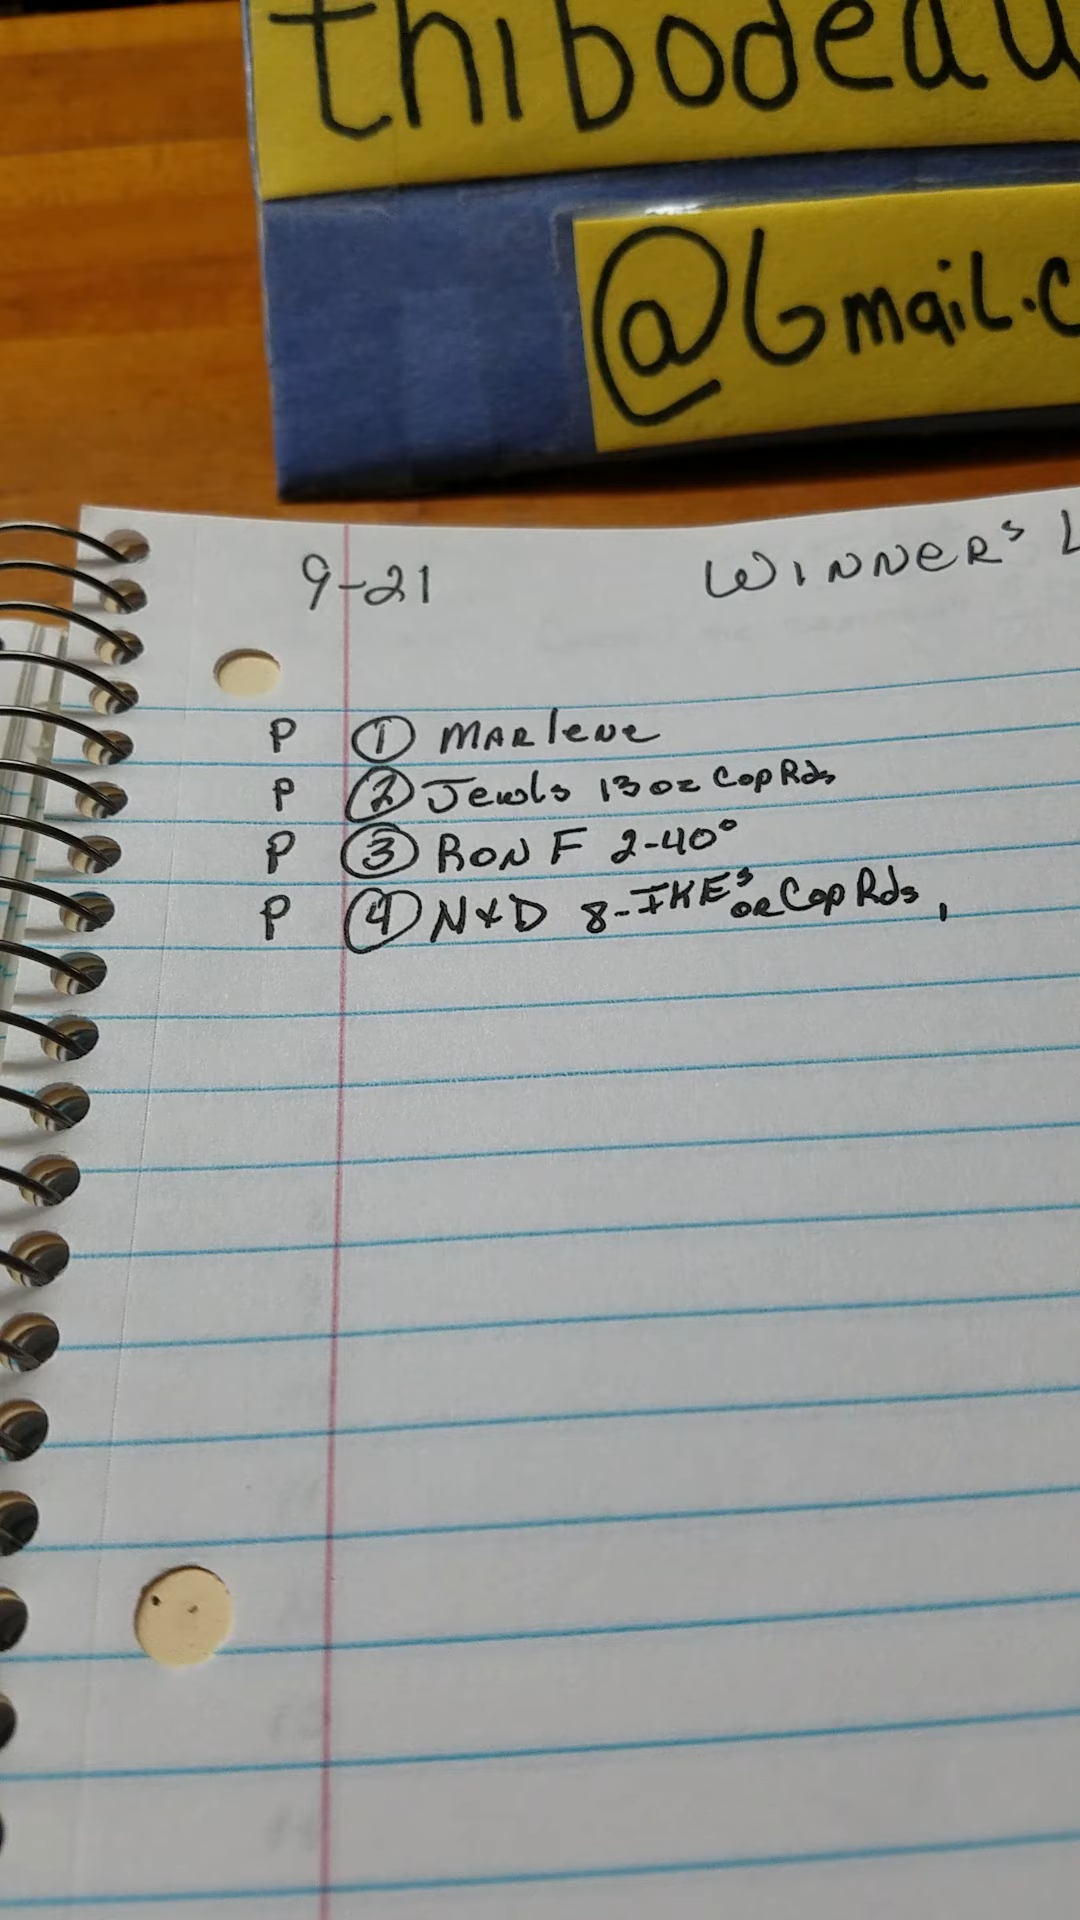 thibodeau
@Gmail.c
9-21 WINNER's L
P ① MARleNe
P ② Jewls 13oz Cop Rds
P ③ RON F 2-40°
P ④ N&D 8-IKE's OR Cop Rds,